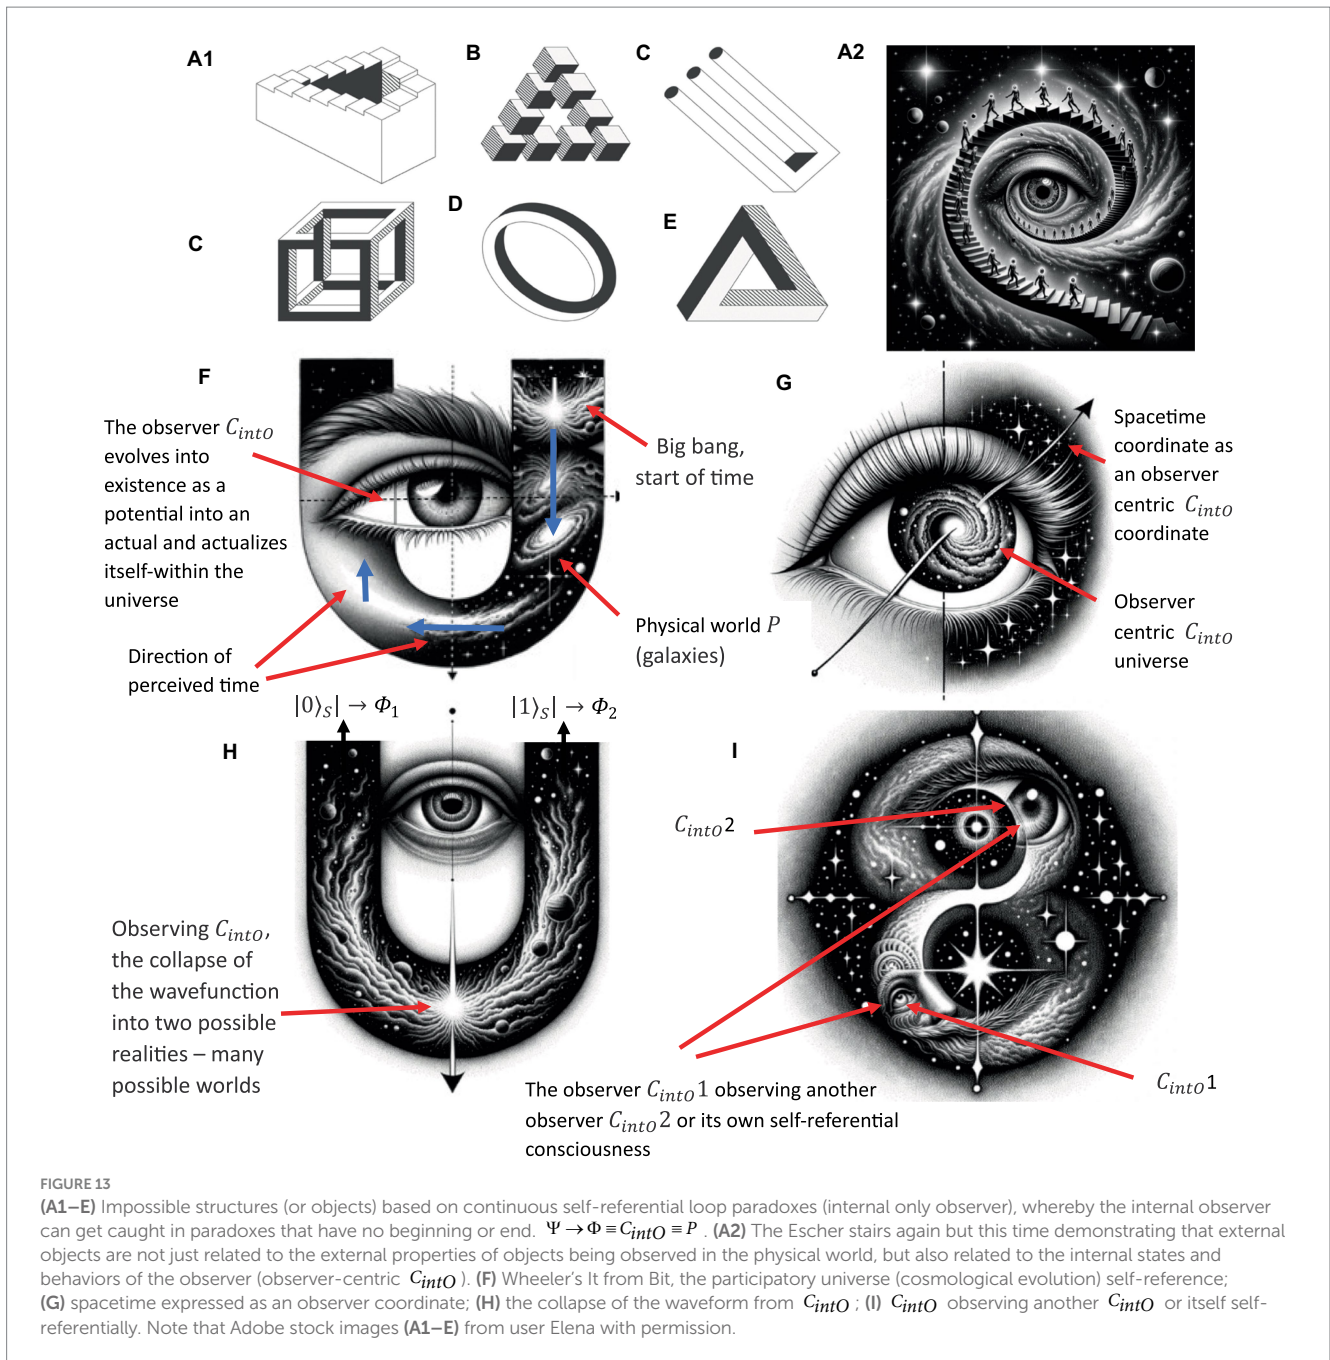 A1
B
C
A2
C
D
E
F
The observer C_intO
evolves into
existence as a
potential into an
actual and actualizes
itself-within the
universe
Direction of
perceived time
Big bang,
start of time
Physical world P
(galaxies)
G
Spacetime
coordinate as
an observer
centric C_intO
coordinate
Observer
centric C_intO
universe
|0⟩_S| → Φ_1
|1⟩_S| → Φ_2
H
Observing C_intO,
the collapse of
the wavefunction
into two possible
realities – many
possible worlds
I
C_intO2
The observer C_intO1 observing another
observer C_intO2 or its own self-referential
consciousness
C_intO1
FIGURE 13
(A1–E) Impossible structures (or objects) based on continuous self-referential loop paradoxes (internal only observer), whereby the internal observer
can get caught in paradoxes that have no beginning or end. Ψ → Φ ≡ C_intO ≡ P . (A2) The Escher stairs again but this time demonstrating that external
objects are not just related to the external properties of objects being observed in the physical world, but also related to the internal states and
behaviors of the observer (observer-centric C_intO ). (F) Wheeler's It from Bit, the participatory universe (cosmological evolution) self-reference;
(G) spacetime expressed as an observer coordinate; (H) the collapse of the waveform from C_intO ; (I) C_intO observing another C_intO or itself self-
referentially. Note that Adobe stock images (A1–E) from user Elena with permission.